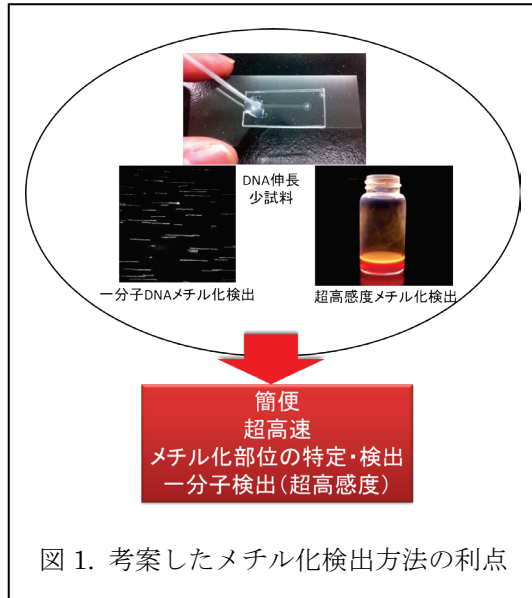 DNA伸長
少試料
一分子DNAメチル化検出
超高感度メチル化検出
簡便
超高速
メチル化部位の特定・検出
一分子検出(超高感度)
図 1. 考案したメチル化検出方法の利点